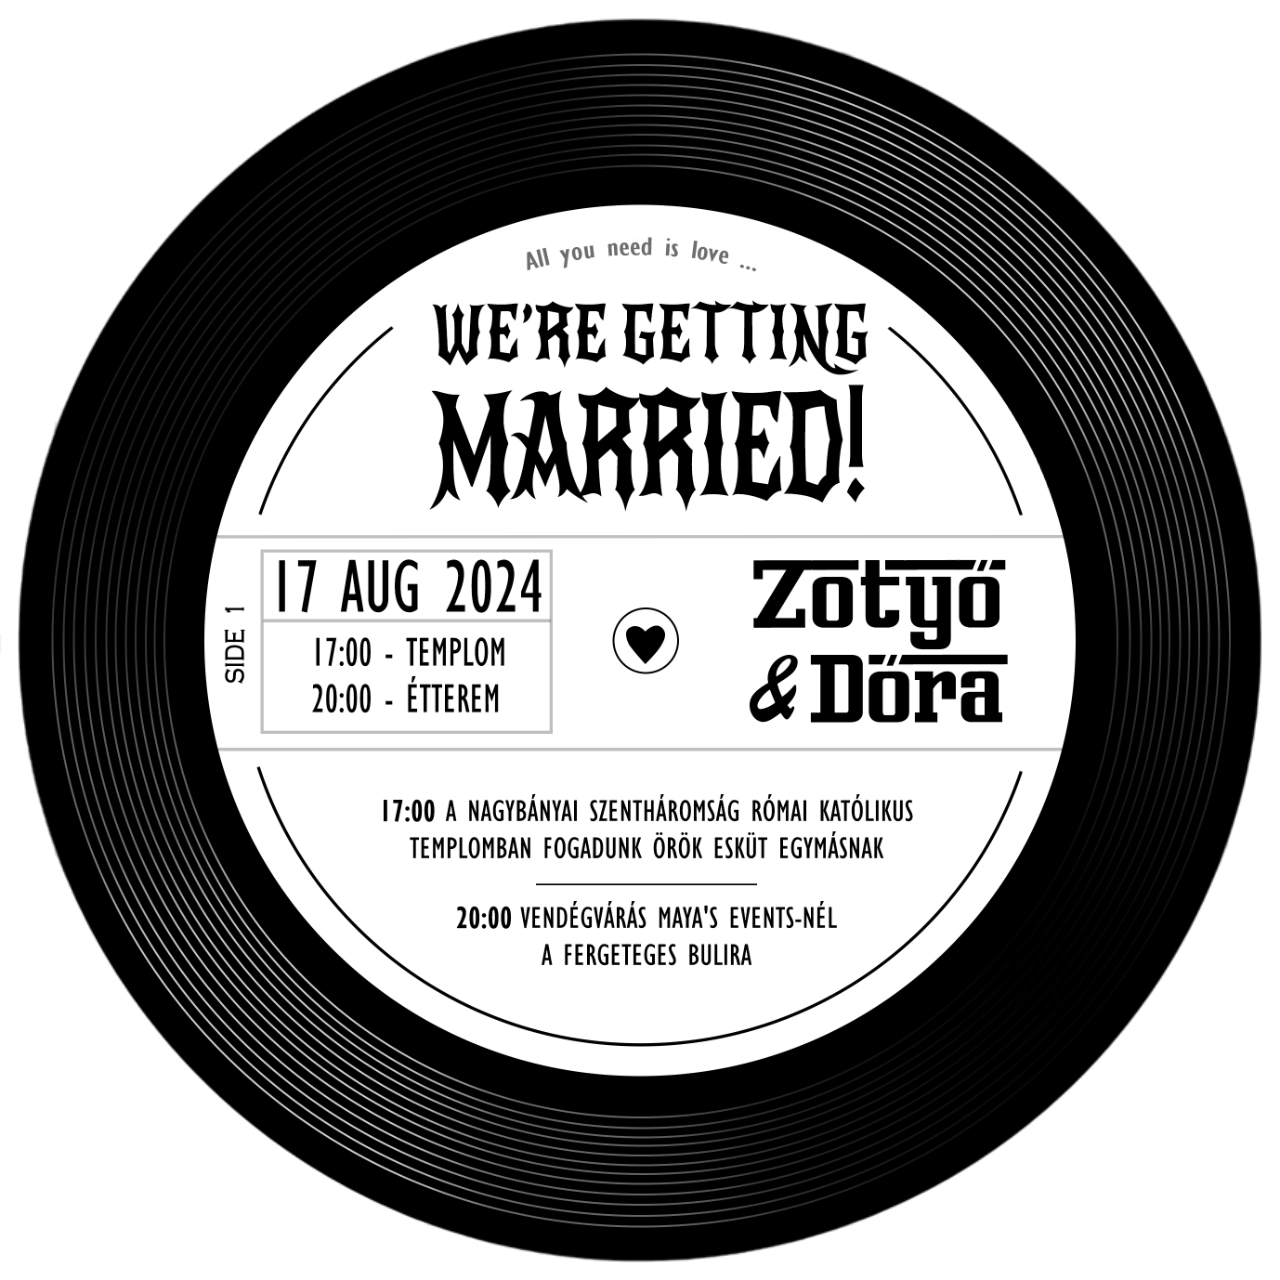 All you need is love ...
WE'RE GETTING
MARRIED!
SIDE 1
17 AUG 2024
17:00 - TEMPLOM
20:00 - ÉTTEREM
Zotyő
& Dőra
17:00 A NAGYBÁNYAI SZENTHÁROMSÁG RÓMAI KATÓLIKUS
TEMPLOMBAN FOGADUNK ÖRÖK ESKÜT EGYMÁSNAK
20:00 VENDÉGVÁRÁS MAYA'S EVENTS-NÉL
A FERGETEGES BULIRA